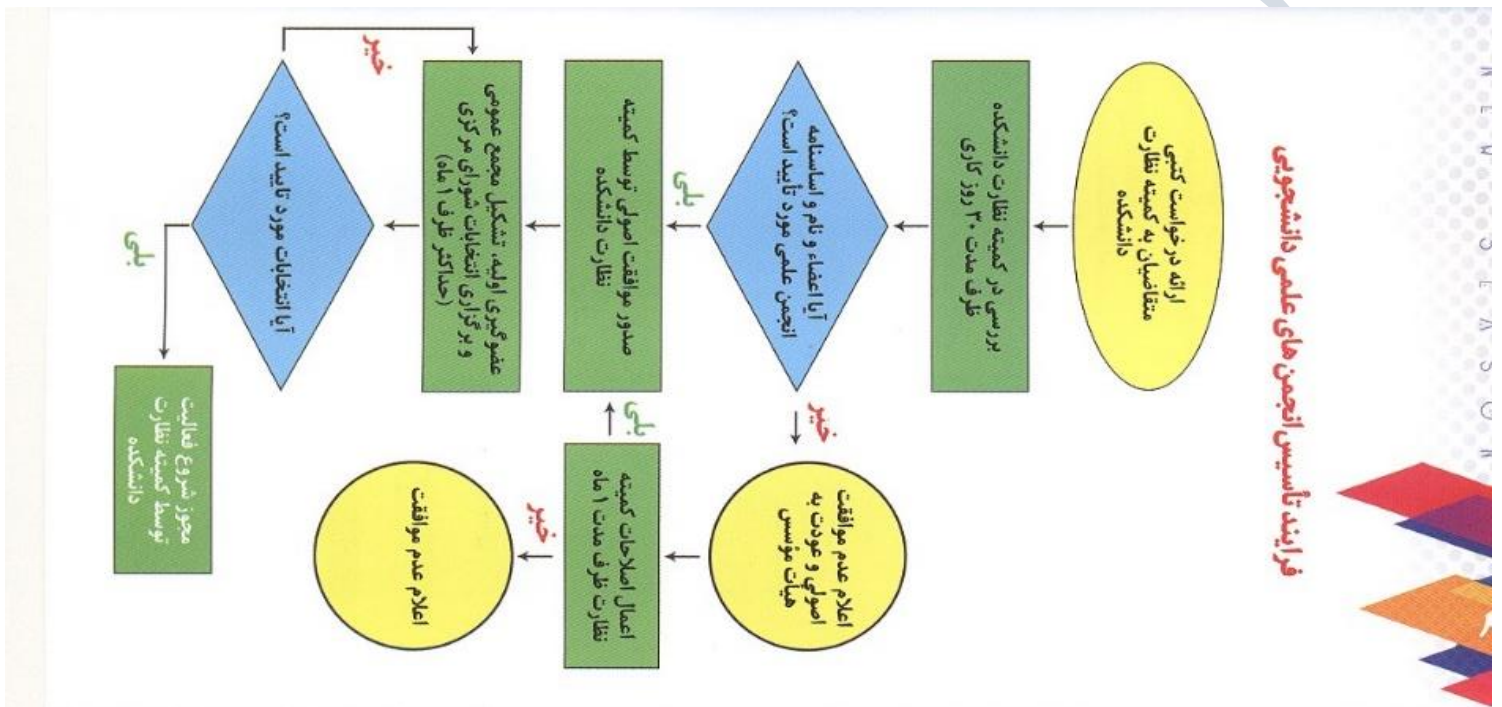 NEW SEASON
فرایند تأسیس انجمن های علمی دانشجویی
ارائه درخواست کتبی
متقاضیان به کمیته نظارت
دانشکده
بررسی در کمیته نظارت دانشکده
ظرف مدت ۳۰ روز کاری
آیا اعضاء و نام و اساسنامه
انجمن علمی مورد تأیید است؟
بلی
خیر
صدور موافقت اصولی توسط کمیته
نظارت دانشکده
اعلام عدم موافقت
اصولی و عودت به
هیأت مؤسس
اعمال اصلاحات کمیته
نظارت ظرف مدت ۱ ماه
بلی
خیر
اعلام عدم موافقت
عضوگیری اولیه، تشکیل مجمع عمومی
و برگزاری انتخابات شورای مرکزی
(حداکثر ظرف ۱ ماه)
آیا انتخابات مورد تایید است؟
خیر
بلی
مجوز شروع فعالیت
توسط کمیته نظارت
دانشکده